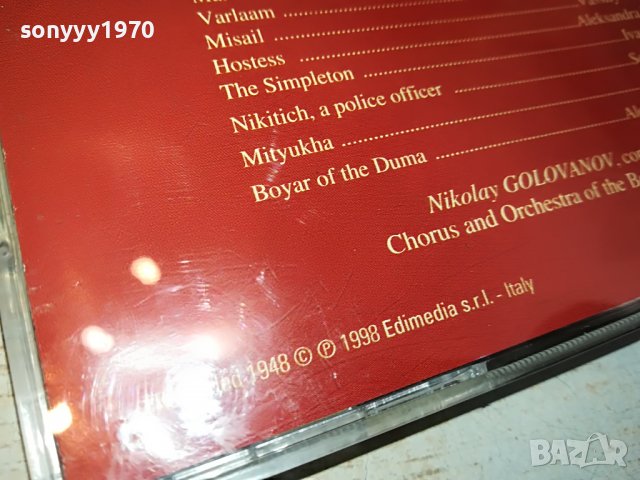 sonyyy1970
Varlaam
Misail
Hostess
The Simpleton
Nikitich, a police officer
Mityukha
Boyar of the Duma
Nikolay GOLOVANOV, con
Chorus and Orchestra of the B
1948 © ℗ 1998 Edimedia s.r.l. - Italy
BAZAR